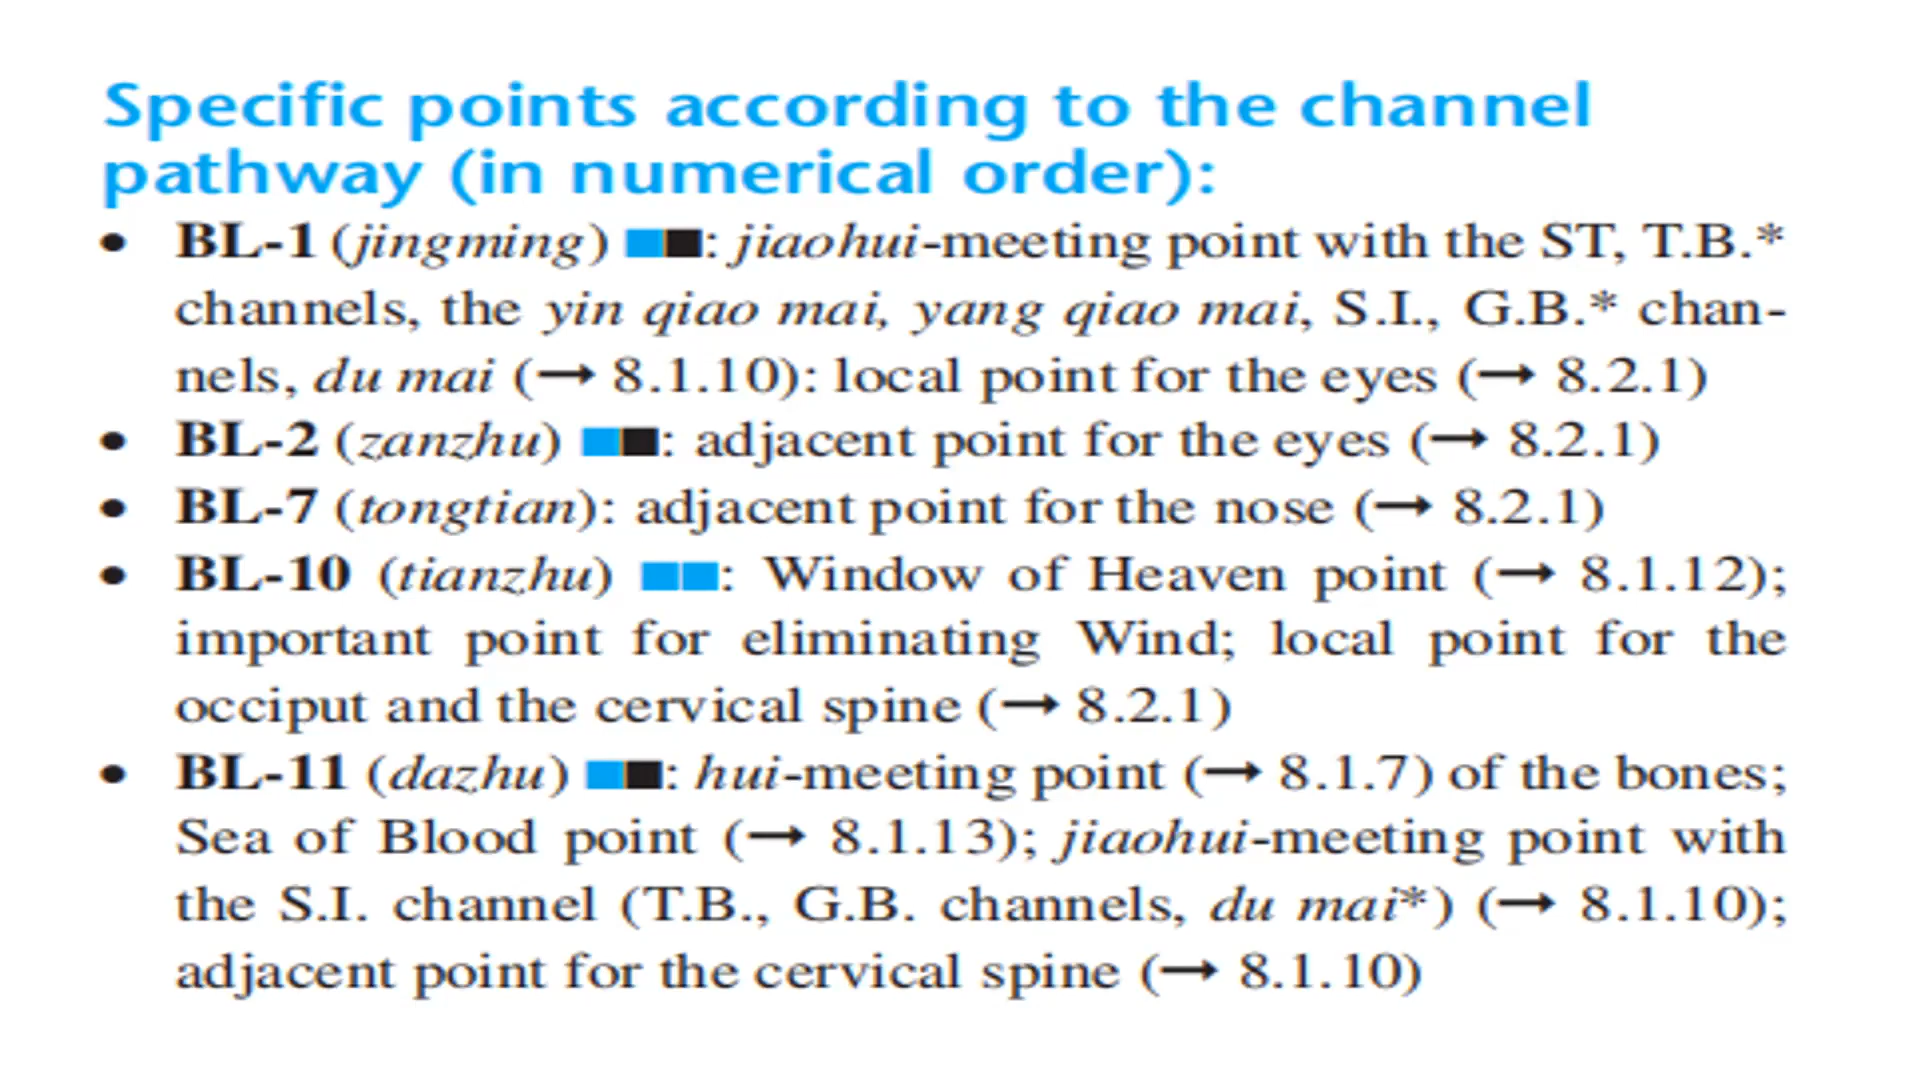 Specific points according to the channel
pathway (in numerical order):
• BL-1 (jingming) ■■: jiaohui-meeting point with the ST, T.B.*
channels, the yin qiao mai, yang qiao mai, S.I., G.B.* chan-
nels, du mai (→ 8.1.10): local point for the eyes (→ 8.2.1)
• BL-2 (zanzhu) ■■: adjacent point for the eyes (→ 8.2.1)
• BL-7 (tongtian): adjacent point for the nose (→ 8.2.1)
• BL-10 (tianzhu) ■■: Window of Heaven point (→ 8.1.12);
important point for eliminating Wind; local point for the
occiput and the cervical spine (→ 8.2.1)
• BL-11 (dazhu) ■■: hui-meeting point (→ 8.1.7) of the bones;
Sea of Blood point (→ 8.1.13); jiaohui-meeting point with
the S.I. channel (T.B., G.B. channels, du mai*) (→ 8.1.10);
adjacent point for the cervical spine (→ 8.1.10)